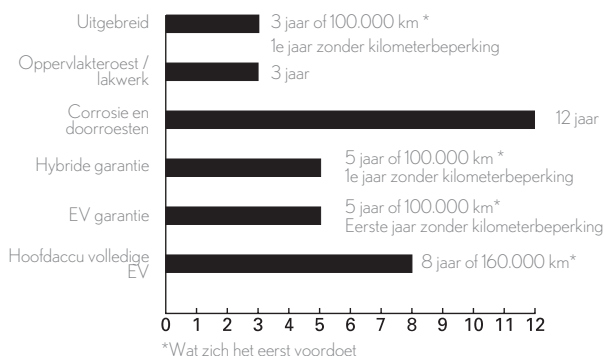 Uitgebreid
3 jaar of 100.000 km *
1e jaar zonder kilometerbeperking
Oppervlakteroest /
lakwerk
3 jaar
Corrosie en
doorroesten
12 jaar
Hybride garantie
5 jaar of 100.000 km *
1e jaar zonder kilometerbeperking
EV garantie
5 jaar of 100.000 km*
Eerste jaar zonder kilometerbeperking
Hoofdaccu volledige
EV
8 jaar of 160.000 km*
0 1 2 3 4 5 6 7 8 9 10 11 12
*Wat zich het eerst voordoet